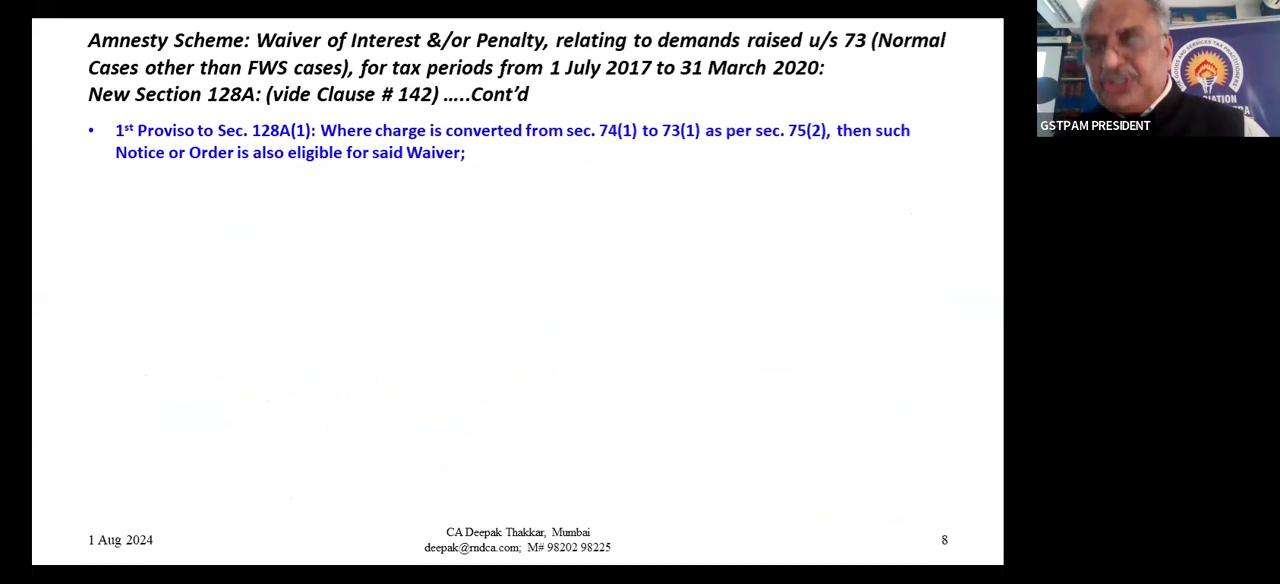 Amnesty Scheme: Waiver of Interest &/or Penalty, relating to demands raised u/s 73 (Normal
Cases other than FWS cases), for tax periods from 1 July 2017 to 31 March 2020:
New Section 128A: (vide Clause # 142) .....Cont'd
• 1st Proviso to Sec. 128A(1): Where charge is converted from sec. 74(1) to 73(1) as per sec. 75(2), then such
Notice or Order is also eligible for said Waiver;
1 Aug 2024
CA Deepak Thakkar, Mumbai
deepak@rndca.com; M# 98202 98225
8
GSTPAM PRESIDENT